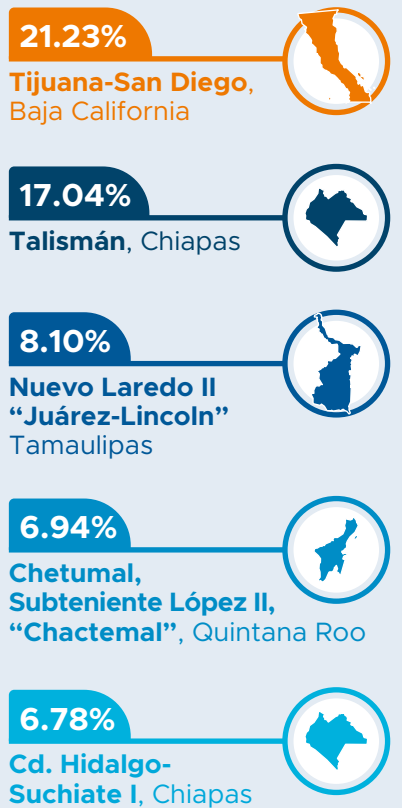 21.23%
Tijuana-San Diego,
Baja California
17.04%
Talismán, Chiapas
8.10%
Nuevo Laredo II
“Juárez-Lincoln”
Tamaulipas
6.94%
Chetumal,
Subteniente López II,
“Chactemal”, Quintana Roo
6.78%
Cd. Hidalgo-
Suchiate I, Chiapas